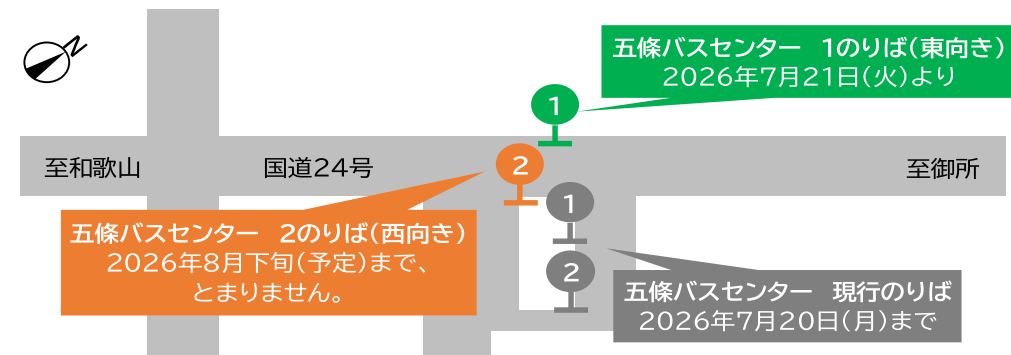 N
五條バスセンター 1のりば(東向き)
2026年7月21日(火)より
1
至和歌山
国道24号
2
至御所
1
五條バスセンター 2のりば(西向き)
2026年8月下旬(予定)まで、
とまりません。
2
五條バスセンター 現行のりば
2026年7月20日(月)まで